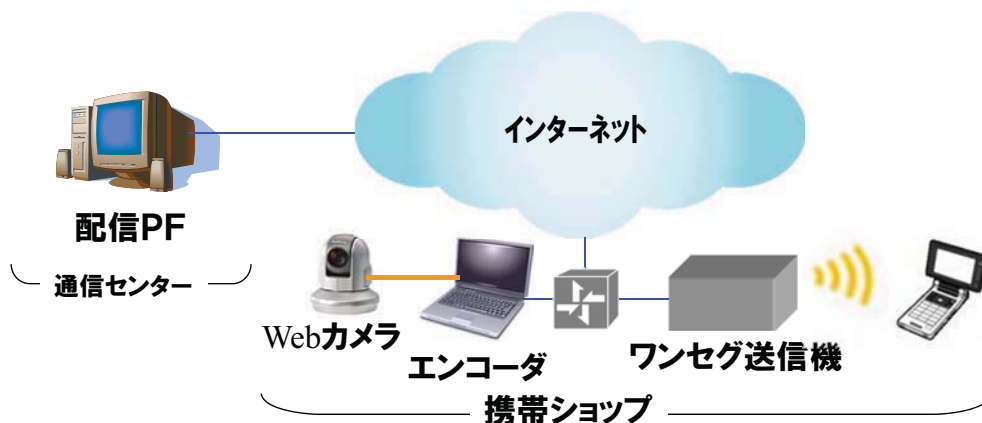 インターネット
配信PF
通信センター
Webカメラ
エンコーダ
ワンセグ送信機
携帯ショップ